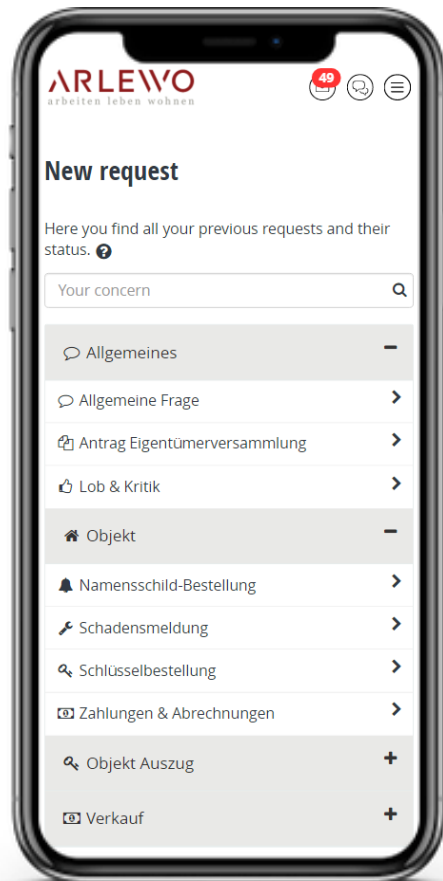 ARLEWO
arbeiten leben wohnen
49
New request
Here you find all your previous requests and their
status.
Your concern
Allgemeines
Allgemeine Frage
Antrag Eigentümerversammlung
Lob & Kritik
Objekt
Namensschild-Bestellung
Schadensmeldung
Schlüsselbestellung
Zahlungen & Abrechnungen
Objekt Auszug
Verkauf